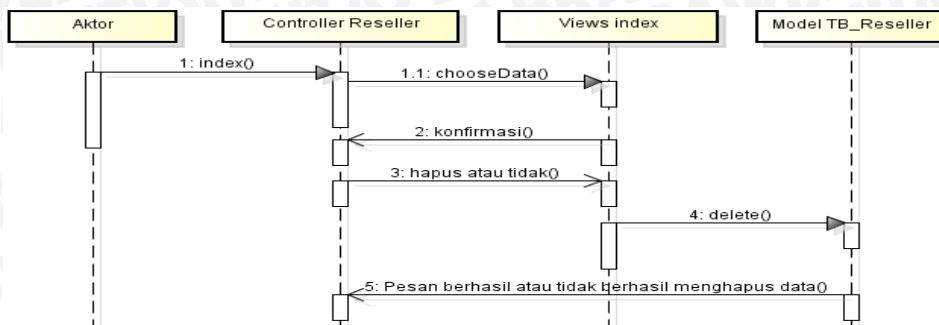 Aktor
Controller Reseller
Views index
Model TB_Reseller
1: index()
1.1: chooseData()
2: konfirmasi()
3: hapus atau tidak()
4: delete()
5: Pesan berhasil atau tidak berhasil menghapus data()